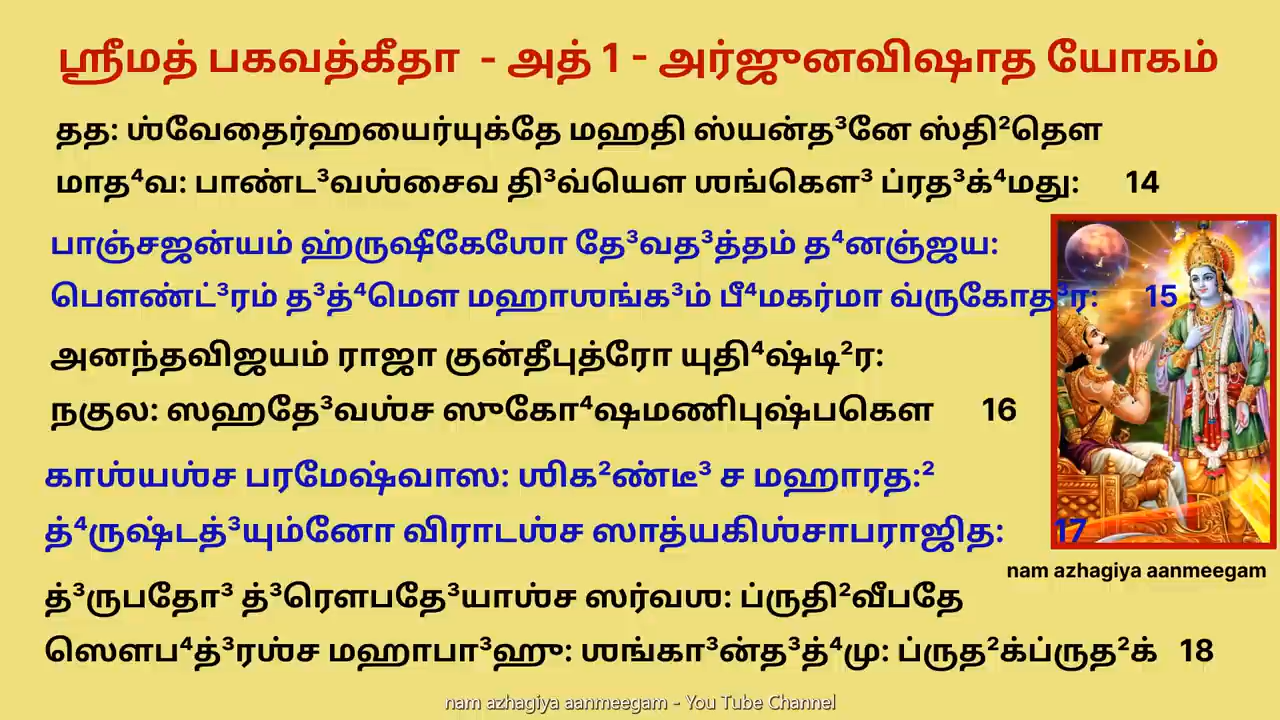 ஸ்ரீமத் பகவத்கீதா - அத் 1 - அர்ஜுனவிஷாத யோகம்
தத: ஶ்வேதைர்ஹயைர்யுக்தே மஹதி ஸ்யன்த³னே ஸ்தி²தௌ
மாத⁴வ: பாண்ட³வஶ்சைவ தி³வ்யௌ ஶங்கௌ³ ப்ரத³க்⁴மது: 14
பாஞ்சஜன்யம் ஹ்ருஷீகேஶோ தே³வத³த்தம் த⁴னஞ்ஜய:
பௌண்ட்³ரம் த³த்⁴மௌ மஹாஶங்க³ம் பீ⁴மகர்மா வ்ருகோத³ர: 15
அனந்தவிஜயம் ராஜா குன்தீபுத்ரோ யுதி⁴ஷ்டி²ர:
நகுல: ஸஹதே³வஶ்ச ஸுகோ⁴ஷமணிபுஷ்பகௌ 16
காஶ்யஶ்ச பரமேஷ்வாஸ: ஶிக²ண்டீ³ ச மஹாரத:²
த்⁴ருஷ்டத்³யும்னோ விராடஶ்ச ஸாத்யகிஶ்சாபராஜித: 17
nam azhagiya aanmeegam
த்³ருபதோ³ த்³ரௌபதே³யாஶ்ச ஸர்வஶ: ப்ருதி²வீபதே
ஸௌப⁴த்³ரஶ்ச மஹாபா³ஹு: ஶங்கா³ன்த³த்⁴மு: ப்ருத²க்ப்ருத²க் 18
nam azhagiya aanmeegam - You Tube Channel